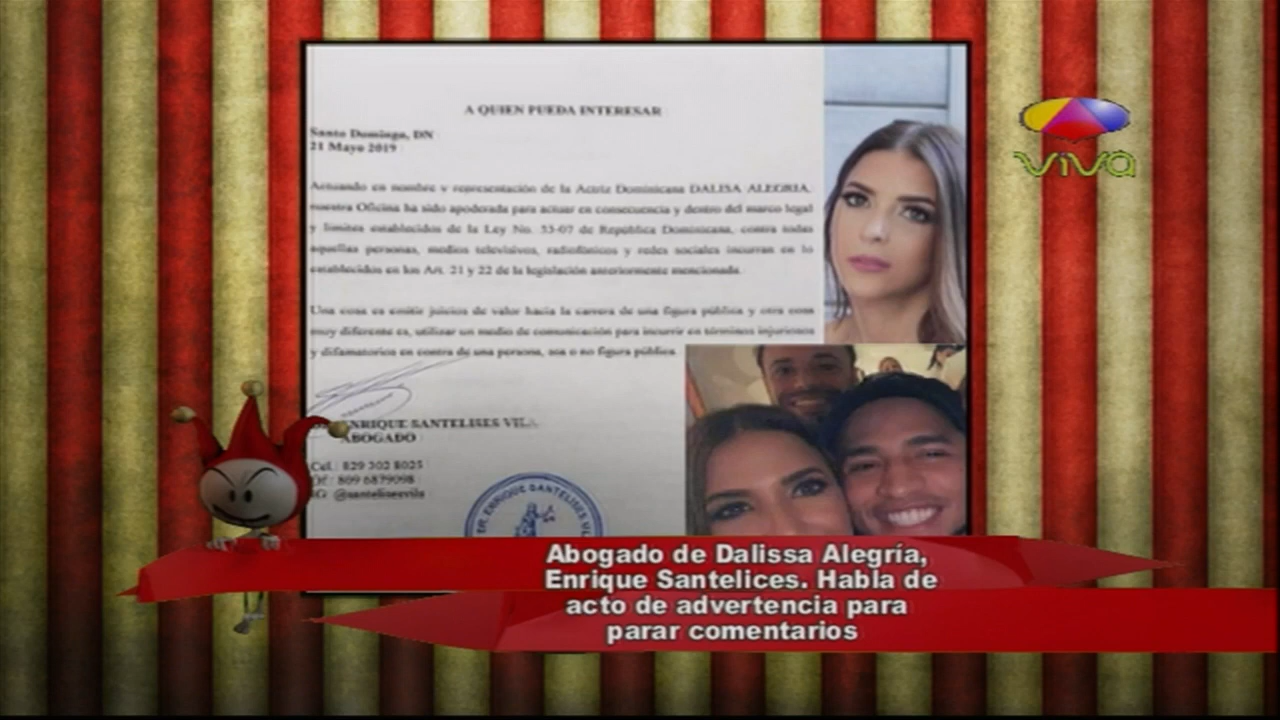 A QUIEN PUEDA INTERESAR
Santo Domingo, DN
21 Mayo 2019
Actuando en nombre y representación de la Actriz Dominicana DALISA ALEGRIA,
nuestra Oficina ha sido apoderada para actuar en consecuencia y dentro del marco legal
y límites establecidos de la Ley No. 53-07 de República Dominicana, contra todas
aquellas personas, medios televisivos, radiofónicos y redes sociales incurran en lo
establecidos en los Art. 21 y 22 de la legislación anteriormente mencionada.
Una cosa es emitir juicios de valor hacia la carrera de una figura pública y otra cosa
muy diferente es, utilizar un medio de comunicación para incurrir en términos injuriosos
y difamatorios en contra de una persona, sea o no figura pública.
ENRIQUE SANTELISES VILA
ABOGADO
Cel.: 829 302 8025
Of: 809 6879098
IG: @santelisesvila
DR. ENRIQUE SANTELISES
viva
Abogado de Dalissa Alegría,
Enrique Santelices. Habla de
acto de advertencia para
parar comentarios